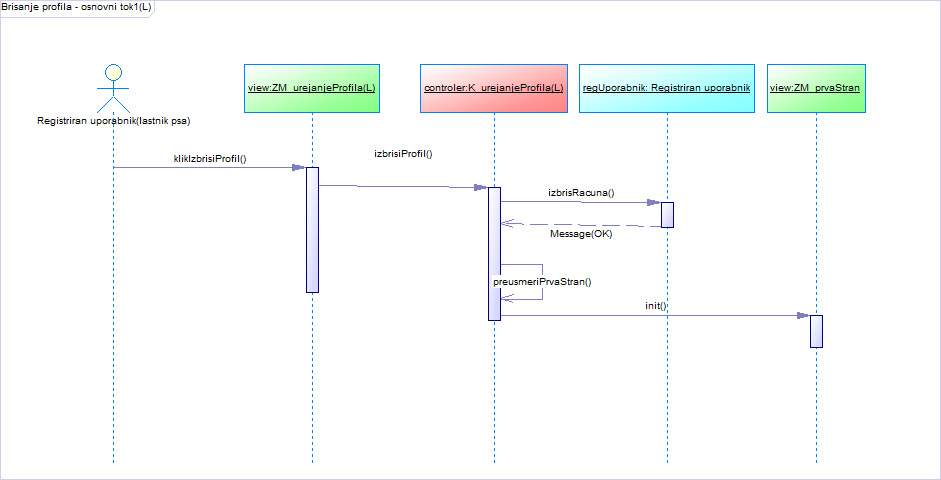 Brisanje profila - osnovni tok1(L)
view:ZM_urejanjeProfila(L)
controler:K_urejanjeProfila(L)
regUporabnik: Registriran uporabnik
view:ZM_prvaStran
Registriran uporabnik(lastnik psa)
klikIzbrisiProfil()
izbrisiProfil()
izbrisRacuna()
Message(OK)
preusmeriPrvaStran()
init()